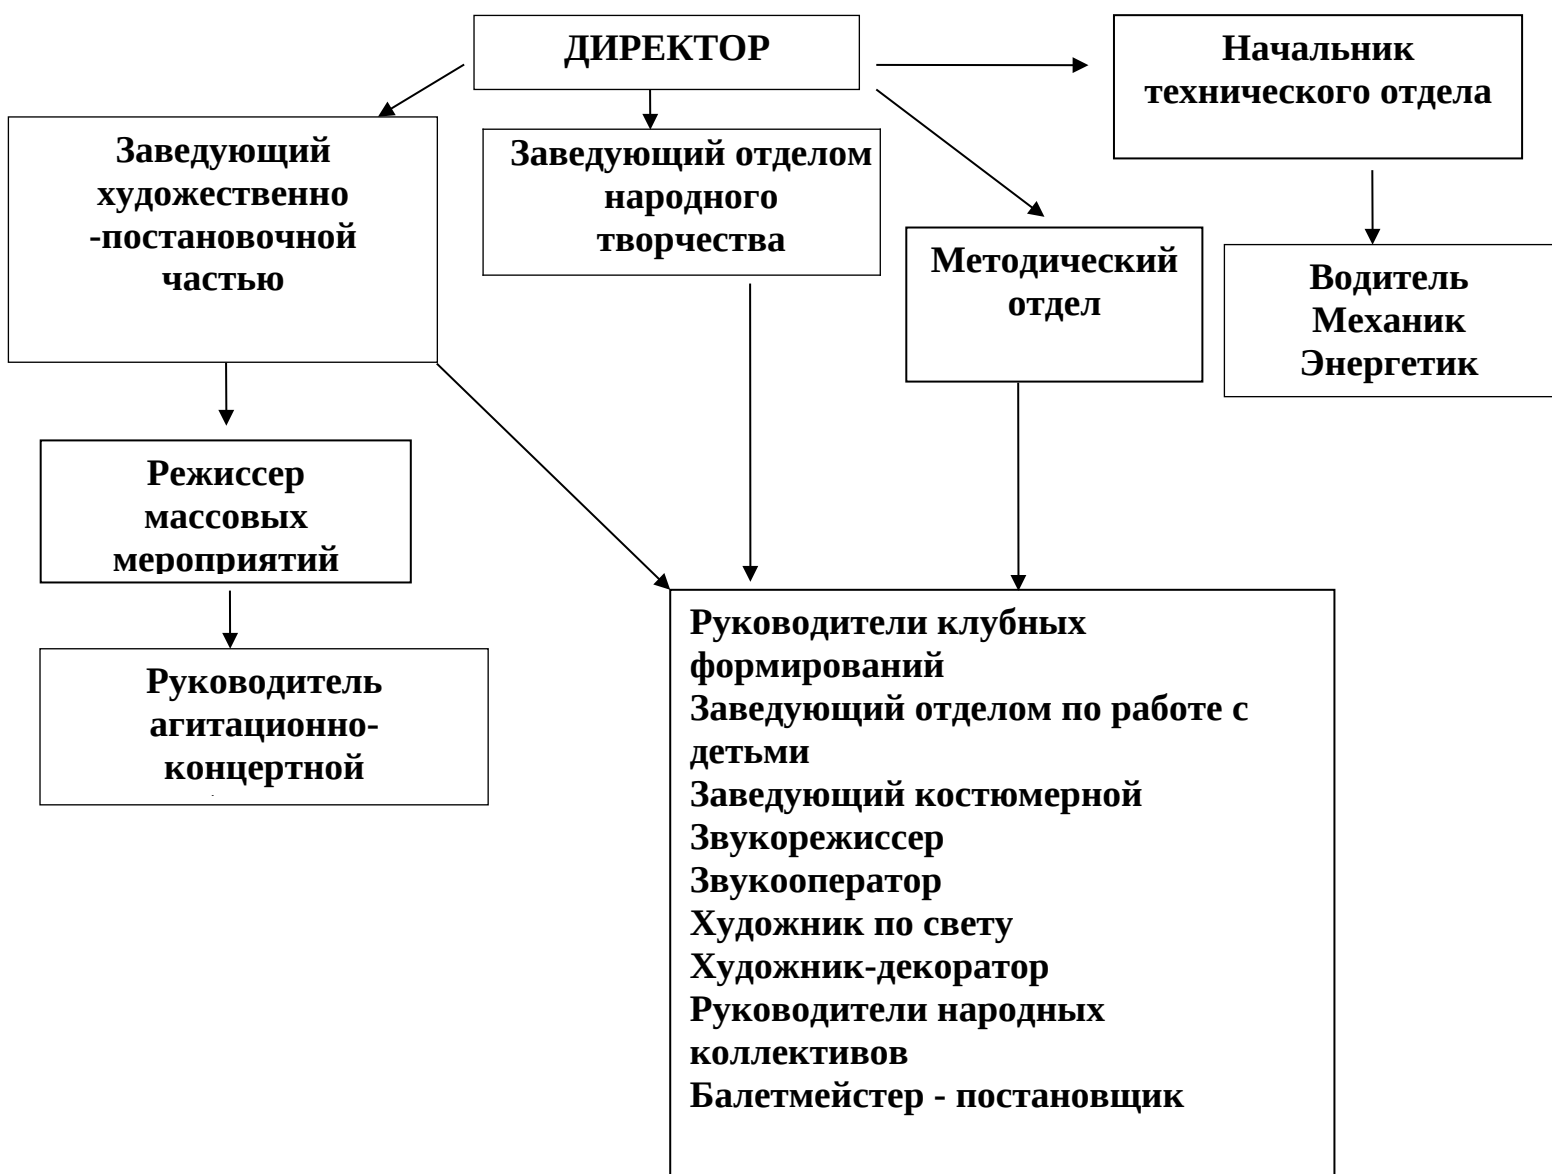 ДИРЕКТОР
Начальник
технического отдела
Заведующий
художественно
-постановочной
частью
Заведующий отделом
народного
творчества
Методический
отдел
Водитель
Механик
Энергетик
Режиссер
массовых
мероприятий
Руководитель
агитационно-
концертной
Руководители клубных
формирований
Заведующий отделом по работе с
детьми
Заведующий костюмерной
Звукорежиссер
Звукооператор
Художник по свету
Художник-декоратор
Руководители народных
коллективов
Балетмейстер - постановщик